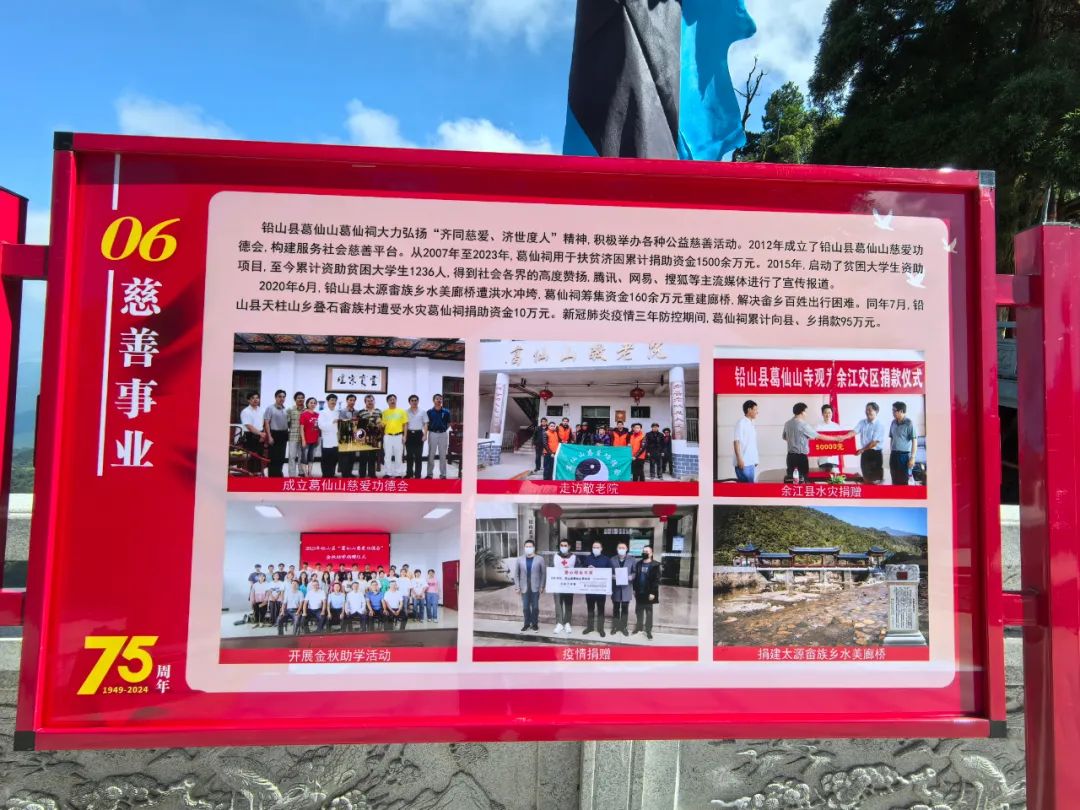 06
慈善事业
铅山县葛仙山葛仙祠大力弘扬“齐同慈爱、济世度人”精神，积极举办各种公益慈善活动。2012年成立了铅山县葛仙山慈爱功
德会，构建服务社会慈善平台。从2007年至2023年，葛仙祠用于扶贫济困累计捐助资金1500余万元。2015年，启动了贫困大学生资助
项目，至今累计资助贫困大学生1236人，得到社会各界的高度赞扬，腾讯、网易、搜狐等主流媒体进行了宣传报道。
2020年6月，铅山县太源畲族乡水美廊桥遭洪水冲垮，葛仙祠筹集资金160余万元重建廊桥，解决畲乡百姓出行困难。同年7月，铅
山县天柱山乡叠石畲族村遭受水灾葛仙祠捐助资金10万元。新冠肺炎疫情三年防控期间，葛仙祠累计向县、乡捐款95万元。
成立葛仙山慈爱功德会
葛仙山敬老院
葛仙山慈爱功德会
走访敬老院
铅山县葛仙山寺观为余江灾区捐款仪式
50000元
余江县水灾捐赠
金秋助学捐赠仪式
开展金秋助学活动
疫情捐赠
捐建太源畲族乡水美廊桥
75周年
1949-2024